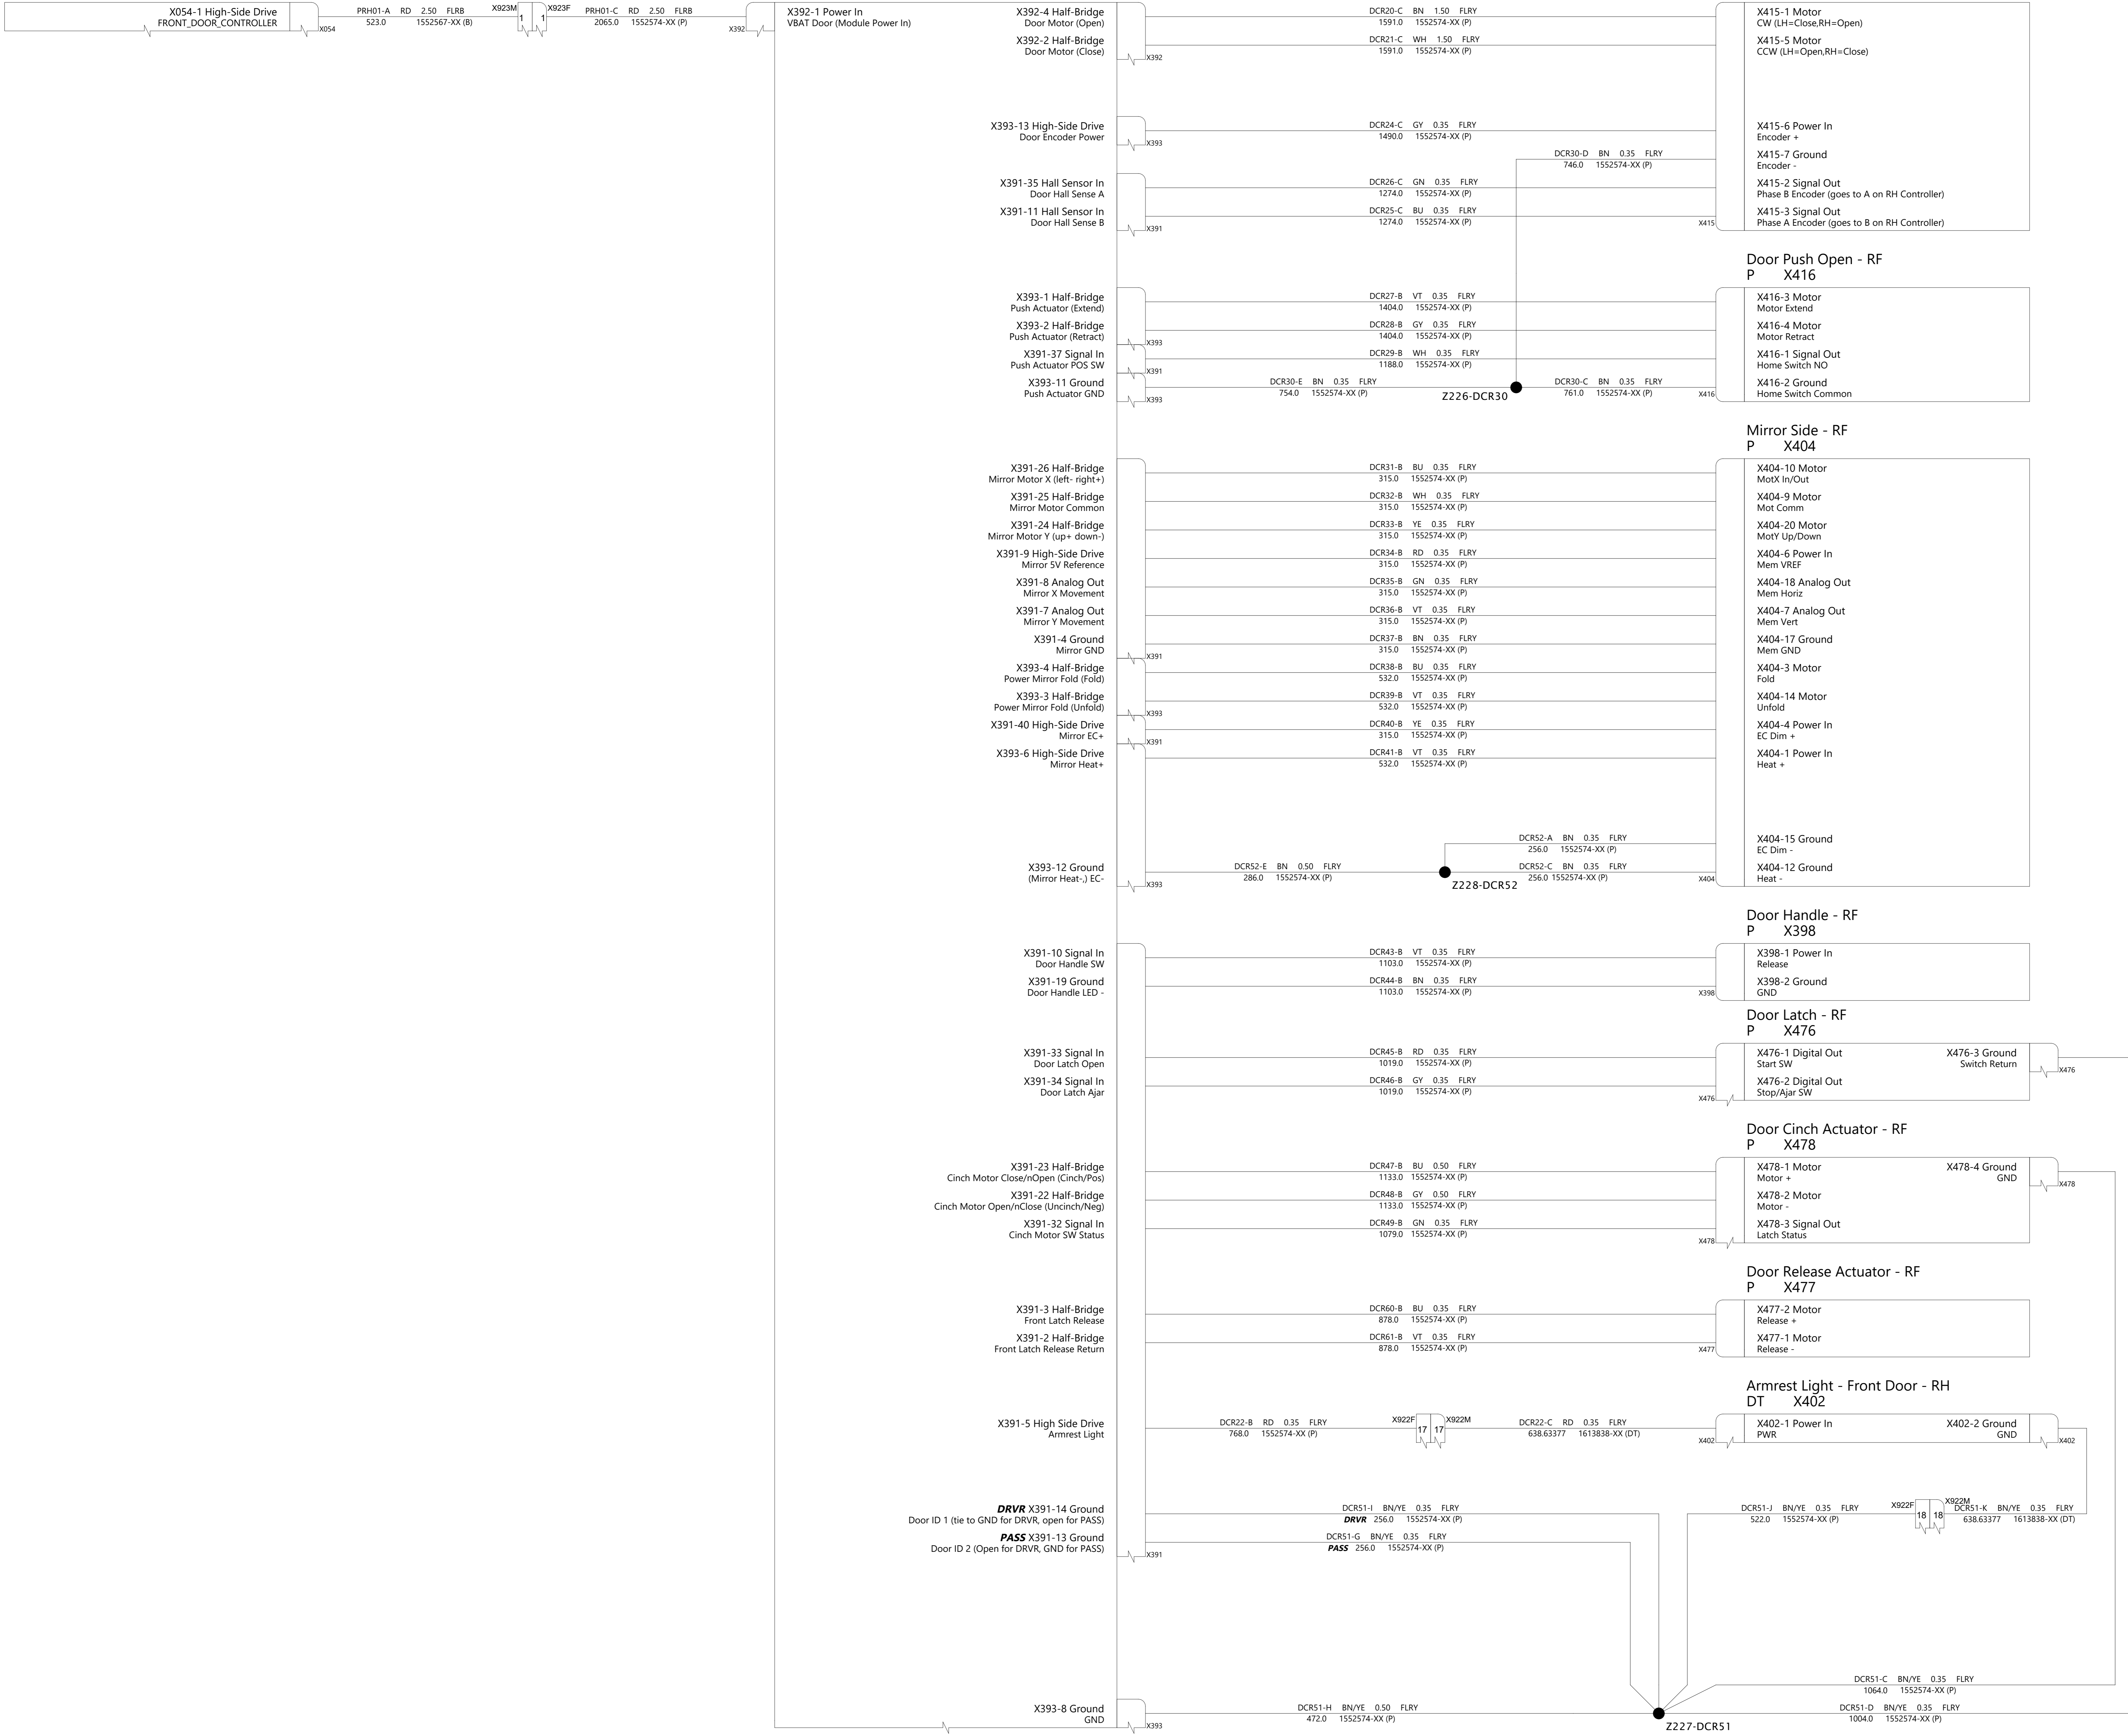 X054-1 High-Side Drive
FRONT_DOOR_CONTROLLER
X054
PRH01-A RD 2.50 FLRB
523.0 1552567-XX (B)
X923M
1
1
X923F
PRH01-C RD 2.50 FLRB
2065.0 1552574-XX (P)
X392
X392-1 Power In
VBAT Door (Module Power In)
X392-4 Half-Bridge
Door Motor (Open)
DCR20-C BN 1.50 FLRY
1591.0 1552574-XX (P)
X415-1 Motor
CW (LH=Close,RH=Open)
X392-2 Half-Bridge
Door Motor (Close)
X392
DCR21-C WH 1.50 FLRY
1591.0 1552574-XX (P)
X415-5 Motor
CCW (LH=Open,RH=Close)
X393-13 High-Side Drive
Door Encoder Power
X393
DCR24-C GY 0.35 FLRY
1490.0 1552574-XX (P)
X415-6 Power In
Encoder +
DCR30-D BN 0.35 FLRY
746.0 1552574-XX (P)
X415-7 Ground
Encoder -
X391-35 Hall Sensor In
Door Hall Sense A
DCR26-C GN 0.35 FLRY
1274.0 1552574-XX (P)
X415-2 Signal Out
Phase B Encoder (goes to A on RH Controller)
X391-11 Hall Sensor In
Door Hall Sense B
X391
DCR25-C BU 0.35 FLRY
1274.0 1552574-XX (P)
X415
X415-3 Signal Out
Phase A Encoder (goes to B on RH Controller)
Door Push Open - RF
P X416
X393-1 Half-Bridge
Push Actuator (Extend)
DCR27-B VT 0.35 FLRY
1404.0 1552574-XX (P)
X416-3 Motor
Motor Extend
X393-2 Half-Bridge
Push Actuator (Retract)
X393
DCR28-B GY 0.35 FLRY
1404.0 1552574-XX (P)
X416-4 Motor
Motor Retract
X391-37 Signal In
Push Actuator POS SW
X391
DCR29-B WH 0.35 FLRY
1188.0 1552574-XX (P)
X416-1 Signal Out
Home Switch NO
X393-11 Ground
Push Actuator GND
X393
DCR30-E BN 0.35 FLRY
754.0 1552574-XX (P)
Z226-DCR30
DCR30-C BN 0.35 FLRY
761.0 1552574-XX (P)
X416
X416-2 Ground
Home Switch Common
Mirror Side - RF
P X404
X391-26 Half-Bridge
Mirror Motor X (left- right+)
DCR31-B BU 0.35 FLRY
315.0 1552574-XX (P)
X404-10 Motor
MotX In/Out
X391-25 Half-Bridge
Mirror Motor Common
DCR32-B WH 0.35 FLRY
315.0 1552574-XX (P)
X404-9 Motor
Mot Comm
X391-24 Half-Bridge
Mirror Motor Y (up+ down-)
DCR33-B YE 0.35 FLRY
315.0 1552574-XX (P)
X404-20 Motor
MotY Up/Down
X391-9 High-Side Drive
Mirror 5V Reference
DCR34-B RD 0.35 FLRY
315.0 1552574-XX (P)
X404-6 Power In
Mem VREF
X391-8 Analog Out
Mirror X Movement
DCR35-B GN 0.35 FLRY
315.0 1552574-XX (P)
X404-18 Analog Out
Mem Horiz
X391-7 Analog Out
Mirror Y Movement
DCR36-B VT 0.35 FLRY
315.0 1552574-XX (P)
X404-7 Analog Out
Mem Vert
X391-4 Ground
Mirror GND
X391
DCR37-B BN 0.35 FLRY
315.0 1552574-XX (P)
X404-17 Ground
Mem GND
X393-4 Half-Bridge
Power Mirror Fold (Fold)
DCR38-B BU 0.35 FLRY
532.0 1552574-XX (P)
X404-3 Motor
Fold
X393-3 Half-Bridge
Power Mirror Fold (Unfold)
X393
DCR39-B VT 0.35 FLRY
532.0 1552574-XX (P)
X404-14 Motor
Unfold
X391-40 High-Side Drive
Mirror EC+
X391
DCR40-B YE 0.35 FLRY
315.0 1552574-XX (P)
X404-4 Power In
EC Dim +
X393-6 High-Side Drive
Mirror Heat+
DCR41-B VT 0.35 FLRY
532.0 1552574-XX (P)
X404-1 Power In
Heat +
DCR52-A BN 0.35 FLRY
256.0 1552574-XX (P)
X404-15 Ground
EC Dim -
X393-12 Ground
(Mirror Heat-,) EC-
X393
DCR52-E BN 0.50 FLRY
286.0 1552574-XX (P)
Z228-DCR52
DCR52-C BN 0.35 FLRY
256.0 1552574-XX (P)
X404
X404-12 Ground
Heat -
Door Handle - RF
P X398
X391-10 Signal In
Door Handle SW
DCR43-B VT 0.35 FLRY
1103.0 1552574-XX (P)
X398-1 Power In
Release
X391-19 Ground
Door Handle LED -
DCR44-B BN 0.35 FLRY
1103.0 1552574-XX (P)
X398
X398-2 Ground
GND
Door Latch - RF
P X476
X391-33 Signal In
Door Latch Open
DCR45-B RD 0.35 FLRY
1019.0 1552574-XX (P)
X476-1 Digital Out
Start SW
X476-3 Ground
Switch Return
X476
X391-34 Signal In
Door Latch Ajar
DCR46-B GY 0.35 FLRY
1019.0 1552574-XX (P)
X476
X476-2 Digital Out
Stop/Ajar SW
Door Cinch Actuator - RF
P X478
X391-23 Half-Bridge
Cinch Motor Close/nOpen (Cinch/Pos)
DCR47-B BU 0.50 FLRY
1133.0 1552574-XX (P)
X478-1 Motor
Motor +
X478-4 Ground
GND
X478
X391-22 Half-Bridge
Cinch Motor Open/nClose (Uncinch/Neg)
DCR48-B GY 0.50 FLRY
1133.0 1552574-XX (P)
X478-2 Motor
Motor -
X391-32 Signal In
Cinch Motor SW Status
DCR49-B GN 0.35 FLRY
1079.0 1552574-XX (P)
X478
X478-3 Signal Out
Latch Status
Door Release Actuator - RF
P X477
X391-3 Half-Bridge
Front Latch Release
DCR60-B BU 0.35 FLRY
878.0 1552574-XX (P)
X477-2 Motor
Release +
X391-2 Half-Bridge
Front Latch Release Return
DCR61-B VT 0.35 FLRY
878.0 1552574-XX (P)
X477
X477-1 Motor
Release -
Armrest Light - Front Door - RH
DT X402
X391-5 High Side Drive
Armrest Light
DCR22-B RD 0.35 FLRY
768.0 1552574-XX (P)
X922F
17
17
X922M
DCR22-C RD 0.35 FLRY
638.63377 1613838-XX (DT)
X402
X402-1 Power In
PWR
X402-2 Ground
GND
X402
DRVR X391-14 Ground
Door ID 1 (tie to GND for DRVR, open for PASS)
DCR51-I BN/YE 0.35 FLRY
DRVR 256.0 1552574-XX (P)
DCR51-J BN/YE 0.35 FLRY
522.0 1552574-XX (P)
X922F
18
18
X922M
DCR51-K BN/YE 0.35 FLRY
638.63377 1613838-XX (DT)
PASS X391-13 Ground
Door ID 2 (Open for DRVR, GND for PASS)
X391
DCR51-G BN/YE 0.35 FLRY
PASS 256.0 1552574-XX (P)
DCR51-C BN/YE 0.35 FLRY
1064.0 1552574-XX (P)
X393-8 Ground
GND
X393
DCR51-H BN/YE 0.50 FLRY
472.0 1552574-XX (P)
Z227-DCR51
DCR51-D BN/YE 0.35 FLRY
1004.0 1552574-XX (P)